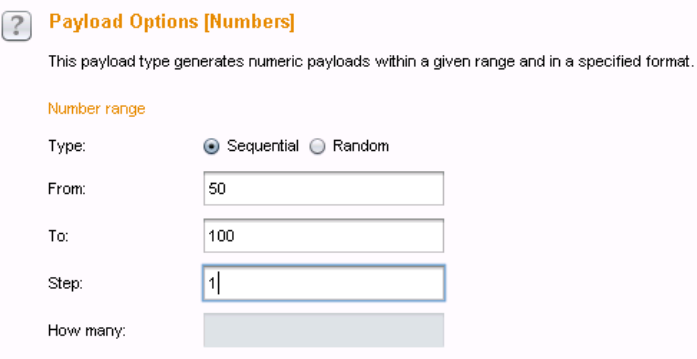 ?
Payload Options [Numbers]
This payload type generates numeric payloads within a given range and in a specified format.
Number range
Type: Sequential Random
From: 50
To: 100
Step: 1
How many: